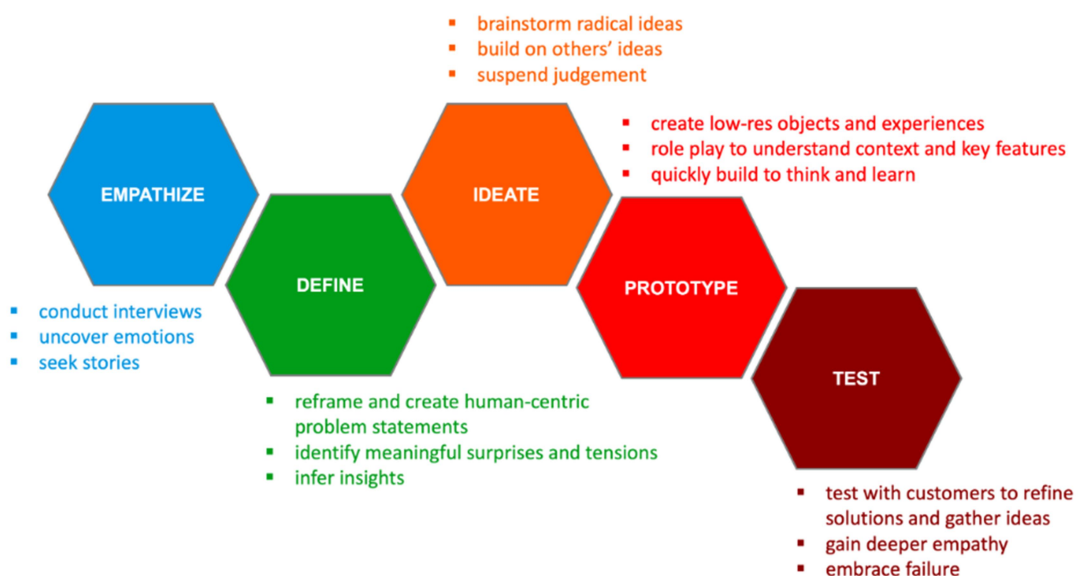 ▪ brainstorm radical ideas
▪ build on others’ ideas
▪ suspend judgement
EMPATHIZE
▪ conduct interviews
▪ uncover emotions
▪ seek stories
DEFINE
▪ reframe and create human-centric
problem statements
▪ identify meaningful surprises and tensions
▪ infer insights
IDEATE
▪ create low-res objects and experiences
▪ role play to understand context and key features
▪ quickly build to think and learn
PROTOTYPE
TEST
▪ test with customers to refine
solutions and gather ideas
▪ gain deeper empathy
▪ embrace failure